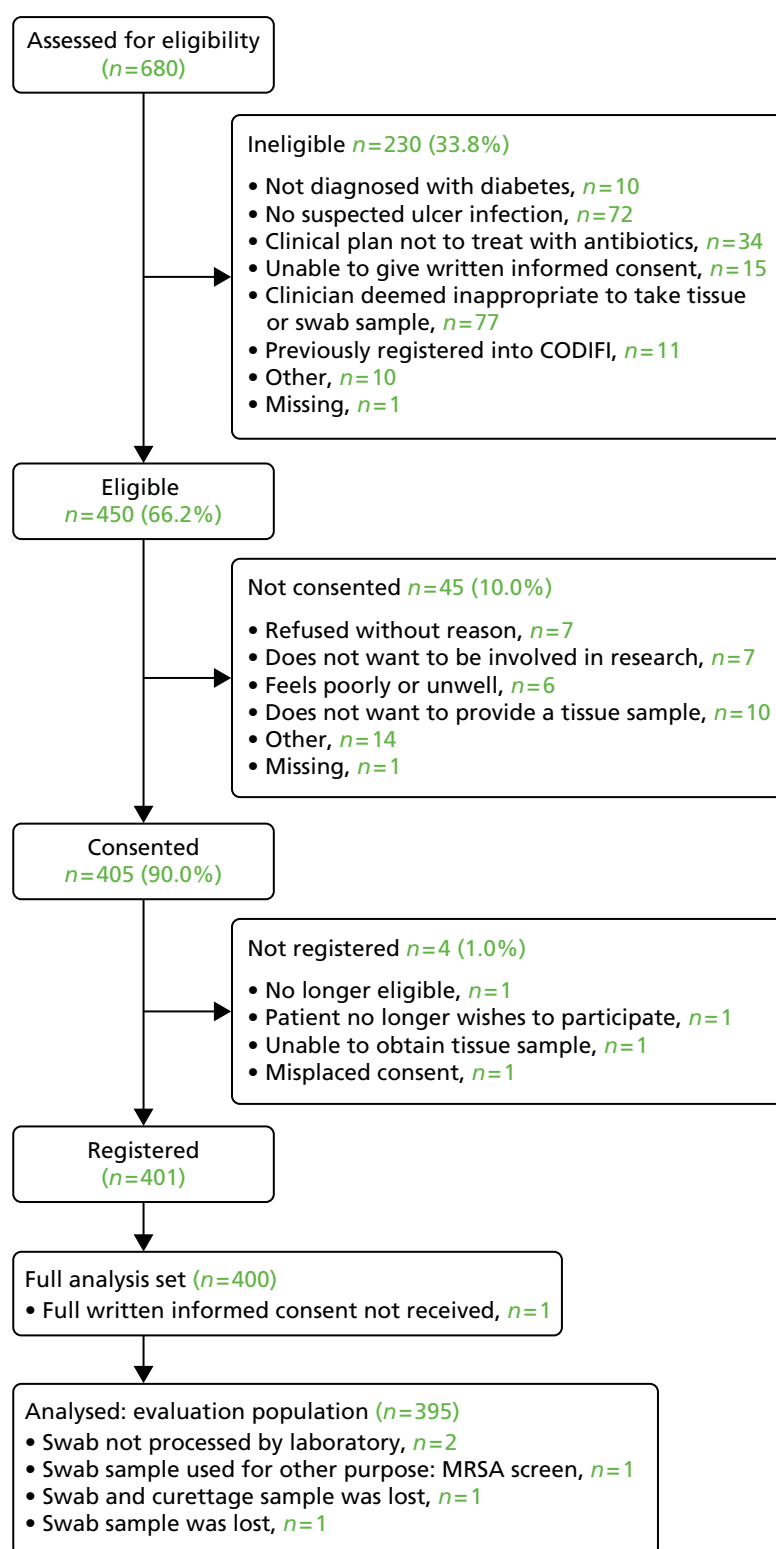 Assessed for eligibility
(n=680)
Ineligible n=230 (33.8%)
• Not diagnosed with diabetes, n=10
• No suspected ulcer infection, n=72
• Clinical plan not to treat with antibiotics, n=34
• Unable to give written informed consent, n=15
• Clinician deemed inappropriate to take tissue
or swab sample, n=77
• Previously registered into CODIFI, n=11
• Other, n=10
• Missing, n=1
Eligible
n=450 (66.2%)
Not consented n=45 (10.0%)
• Refused without reason, n=7
• Does not want to be involved in research, n=7
• Feels poorly or unwell, n=6
• Does not want to provide a tissue sample, n=10
• Other, n=14
• Missing, n=1
Consented
n=405 (90.0%)
Not registered n=4 (1.0%)
• No longer eligible, n=1
• Patient no longer wishes to participate, n=1
• Unable to obtain tissue sample, n=1
• Misplaced consent, n=1
Registered
(n=401)
Full analysis set (n=400)
• Full written informed consent not received, n=1
Analysed: evaluation population (n=395)
• Swab not processed by laboratory, n=2
• Swab sample used for other purpose: MRSA screen, n=1
• Swab and curettage sample was lost, n=1
• Swab sample was lost, n=1